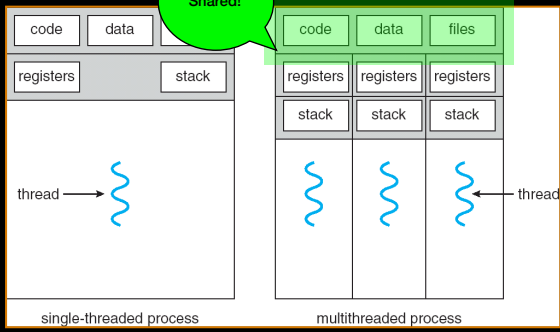 Shared!
code data
code data files
registers stack
registers registers registers
stack stack stack
thread
thread
single-threaded process
multithreaded process